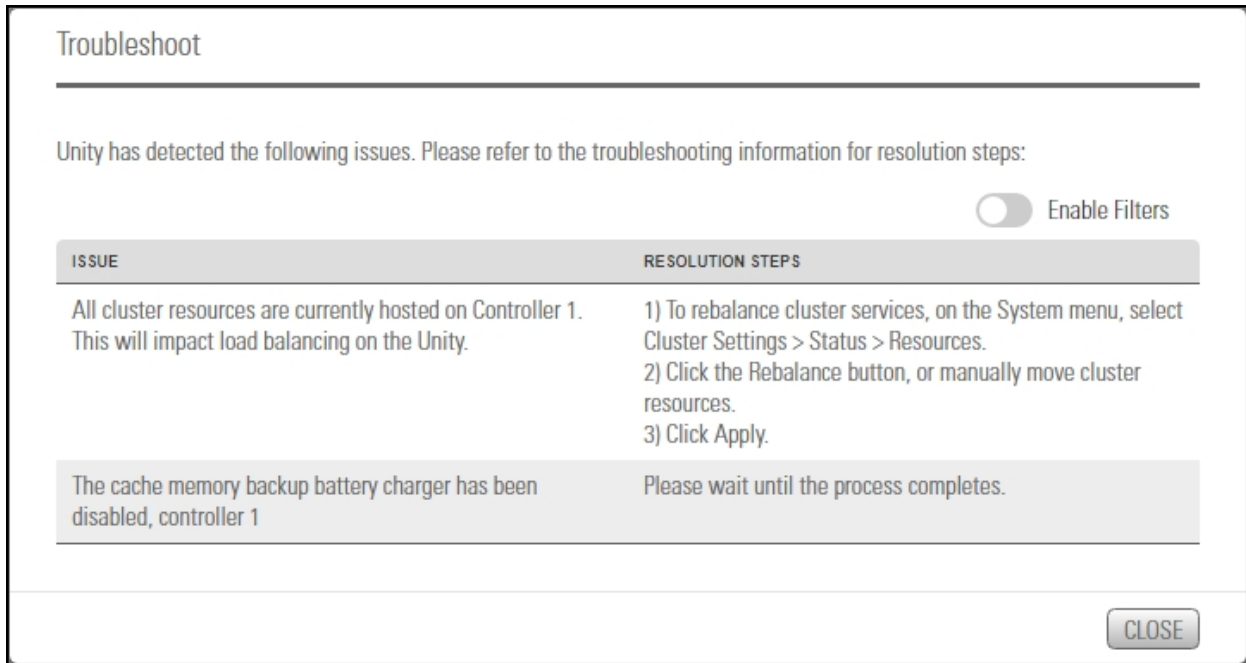 Troubleshoot
Unity has detected the following issues. Please refer to the troubleshooting information for resolution steps:
Enable Filters
ISSUE
RESOLUTION STEPS
All cluster resources are currently hosted on Controller 1.
This will impact load balancing on the Unity.
1) To rebalance cluster services, on the System menu, select
Cluster Settings > Status > Resources.
2) Click the Rebalance button, or manually move cluster
resources.
3) Click Apply.
The cache memory backup battery charger has been
disabled, controller 1
Please wait until the process completes.
CLOSE